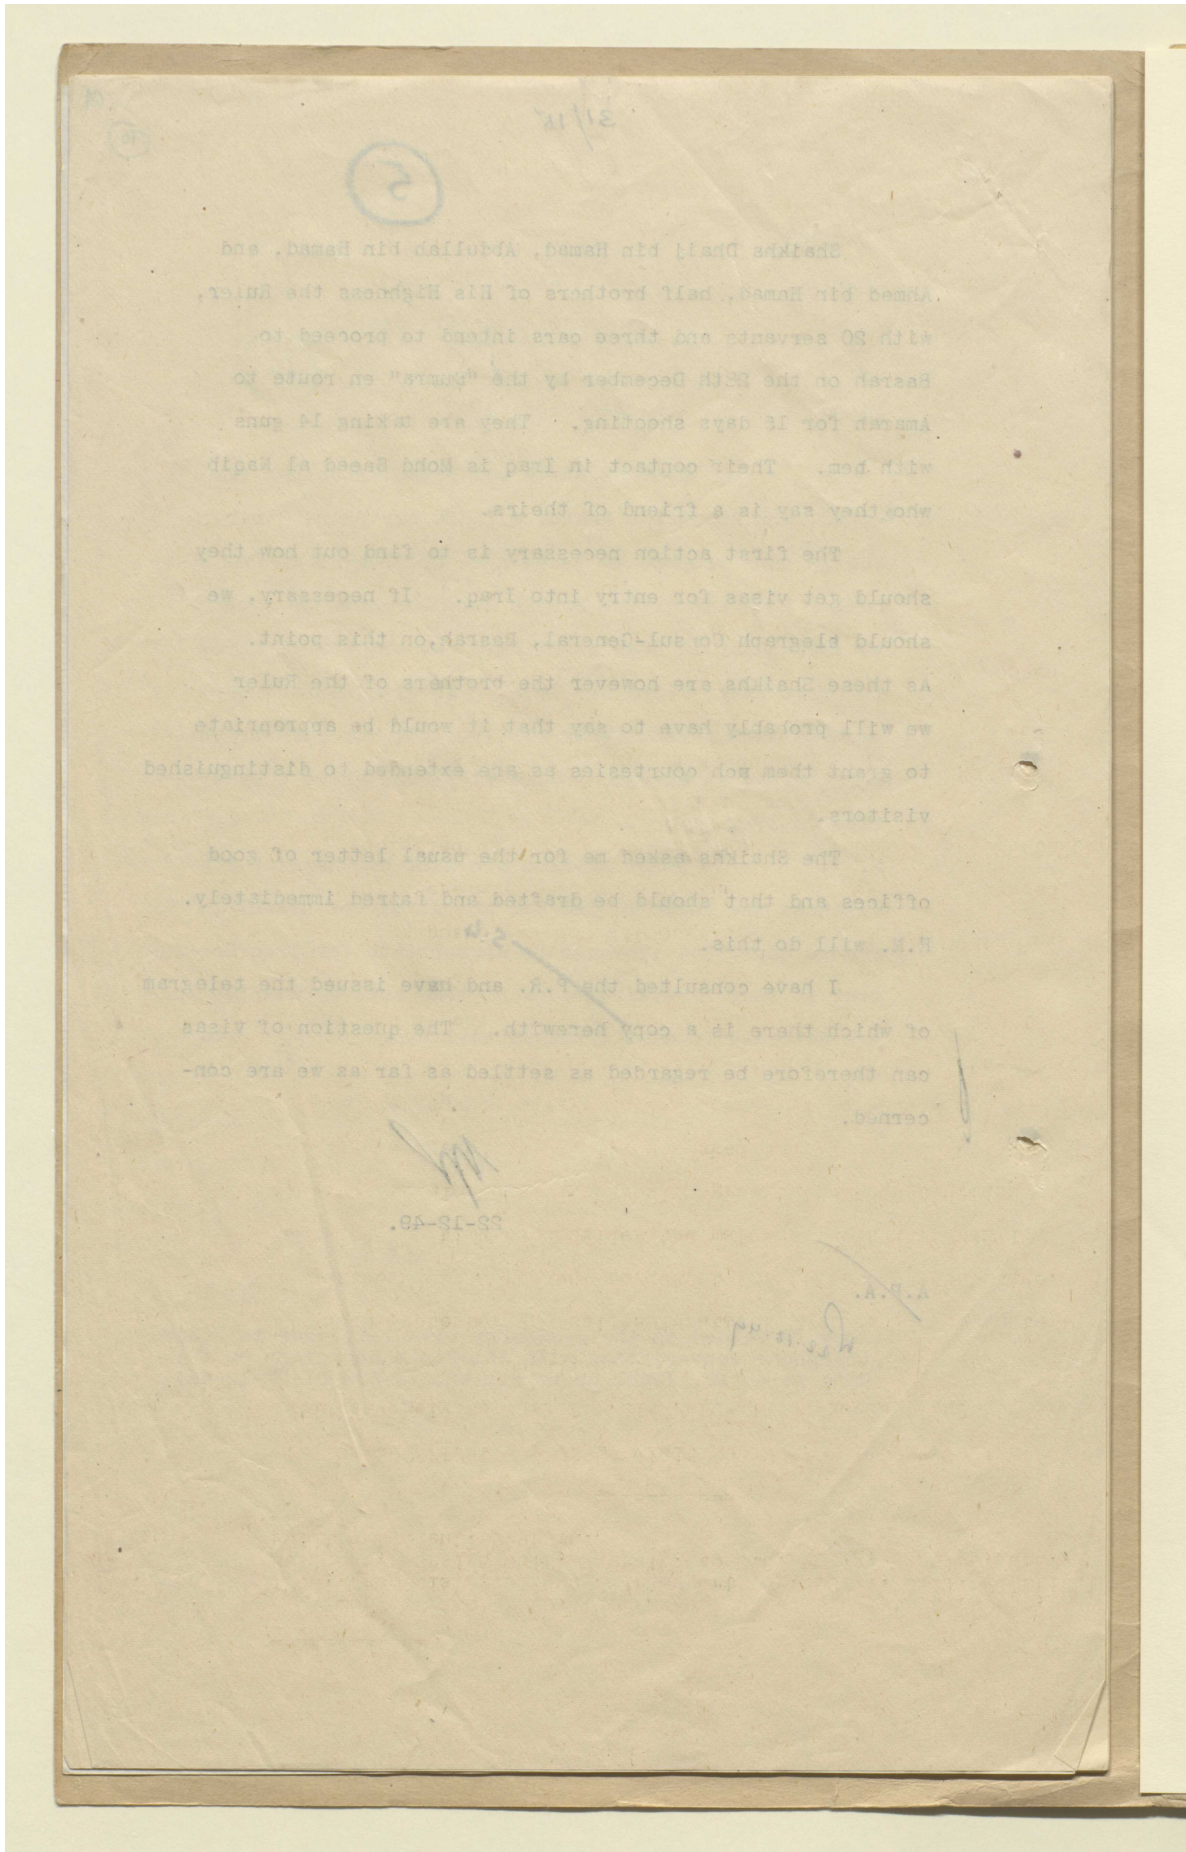 31/16
5
Shaikhs Dhaij bin Hamad, Abdullah bin Hamad, and
Ahmed bin Hamad, half brothers of His Highness the Ruler,
with 20 servants and three cars intend to proceed to
Basrah on the December by the "Dumra" en route to
Amarah for 15 days shooting. They are taking 14 guns
with hem. Their contact in Iraq is Mohd Saeed al Naqib
who they say is a friend of theirs.
The first action necessary is to find out how they
should get visas for entry into Iraq. If necessary, we
should tlegraph Consul-General, Basrah, on this point.
As these Shaikhs are however the brothers of the Ruler
we will probably have to say that it would be appropriate
to grant them sch courtesies as are extended to distinguished
visitors.
The Shaikhs asked me for the usual letter of good
offices and that should be drafted and faired immediately.
H.N. will do this.
I have consulted the P.R. and have issued the telegram
of which there is a copy herewith. The question of visas
can therefore be regarded as settled as far as we are con-
cerned.
22-12-49.
A.P.A.
22.12.49